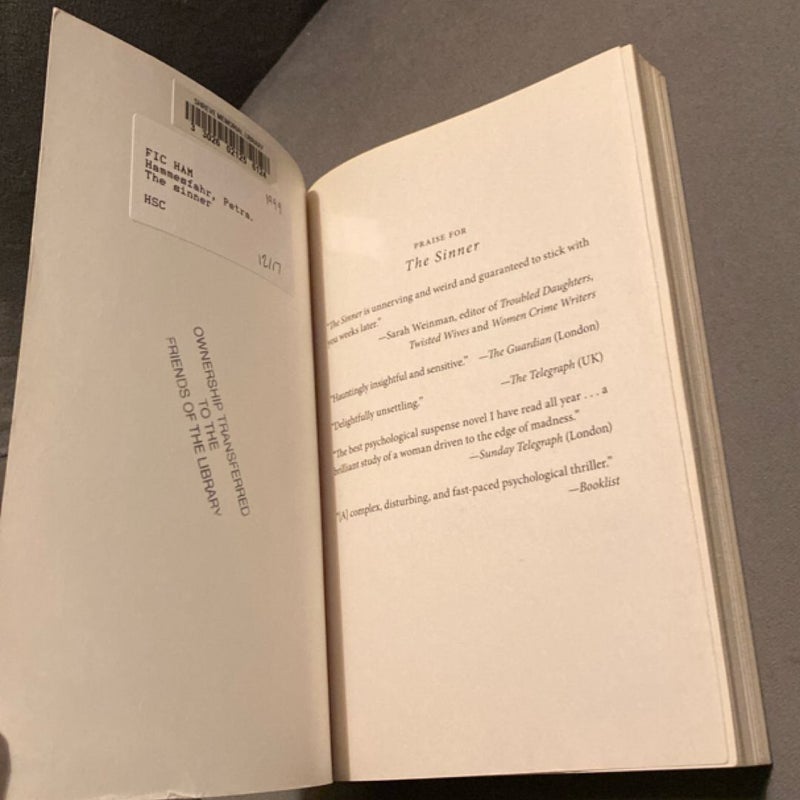 SHREVE MEMORIAL LIBRARY
FIC HAM
Hammesfahr, Petra.
The sinner
1999
HSC
12/17
OWNERSHIP TRANSFERRED
TO THE
FRIENDS OF THE LIBRARY
PRAISE FOR
The Sinner
"The Sinner is unnerving and weird and guaranteed to stick with
you weeks later."
—Sarah Weinman, editor of Troubled Daughters,
Twisted Wives and Women Crime Writers
"Hauntingly insightful and sensitive." —The Guardian (London)
"Delightfully unsettling." —The Telegraph (UK)
"The best psychological suspense novel I have read all year . . . a
brilliant study of a woman driven to the edge of madness."
—Sunday Telegraph (London)
"[A] complex, disturbing, and fast-paced psychological thriller."
—Booklist